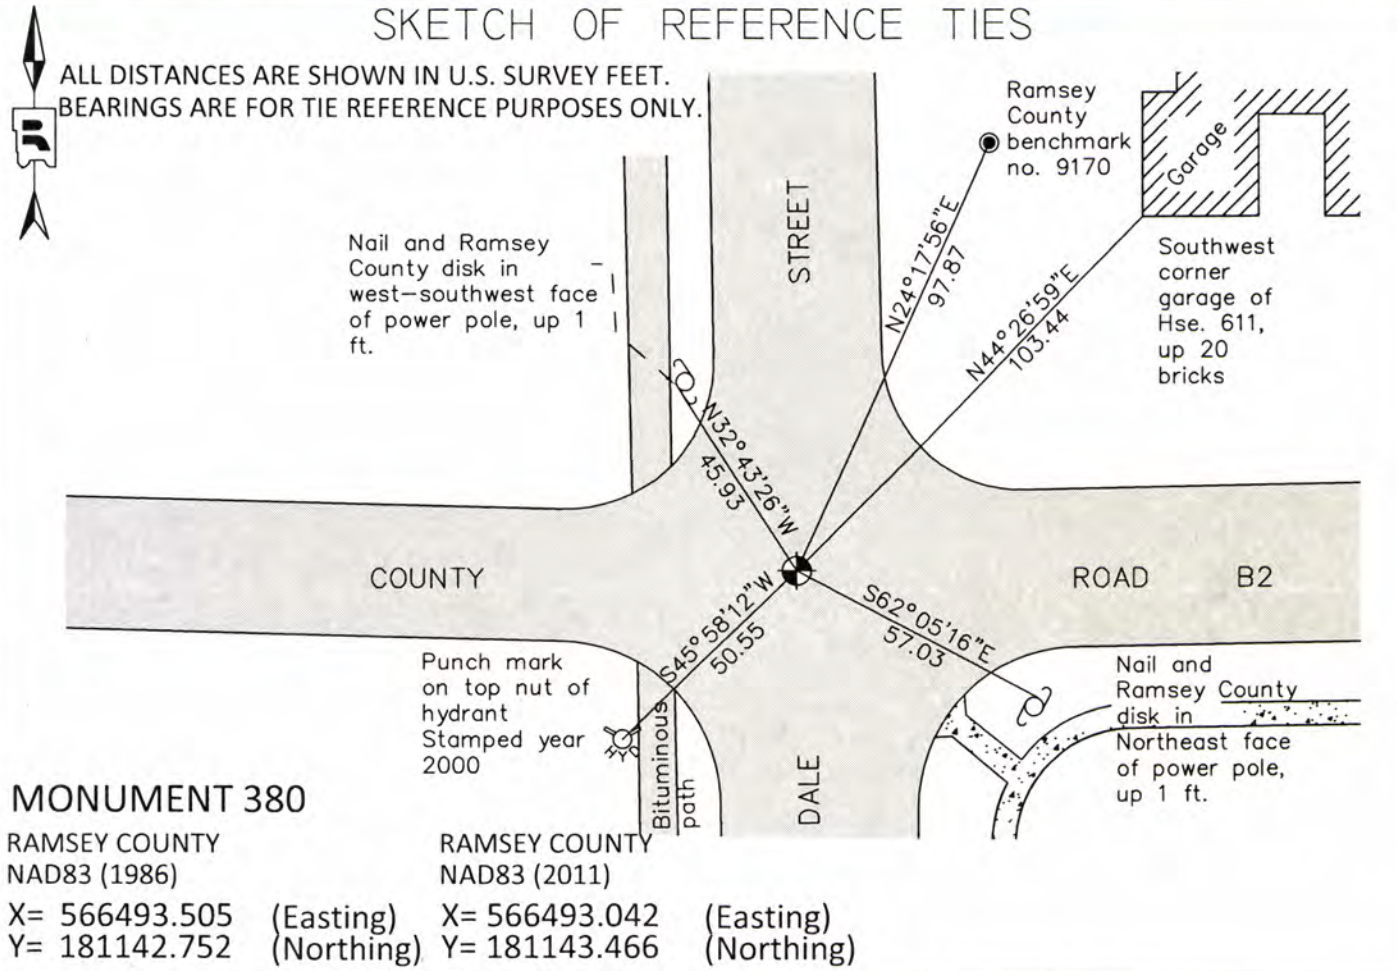 SKETCH OF REFERENCE TIES
ALL DISTANCES ARE SHOWN IN U.S. SURVEY FEET.
BEARINGS ARE FOR TIE REFERENCE PURPOSES ONLY.
R
Ramsey
County
benchmark
no. 9170
Garage
STREET
Nail and Ramsey
County disk in
west-southwest face
of power pole, up 1
ft.
N24°17'56"E
97.87
N44°26'59"E
103.44
Southwest
corner
garage of
Hse. 611,
up 20
bricks
N32°43'26"W
45.93
COUNTY
ROAD B2
S45°58'12"W
50.55
S62°05'16"E
57.03
Punch mark
on top nut of
hydrant
Stamped year
2000
HYD
Bituminous
path
DALE
Nail and
Ramsey County
disk in
Northeast face
of power pole,
up 1 ft.
MONUMENT 380
RAMSEY COUNTY
NAD83 (1986)
X= 566493.505 (Easting)
Y= 181142.752 (Northing)
RAMSEY COUNTY
NAD83 (2011)
X= 566493.042 (Easting)
Y= 181143.466 (Northing)